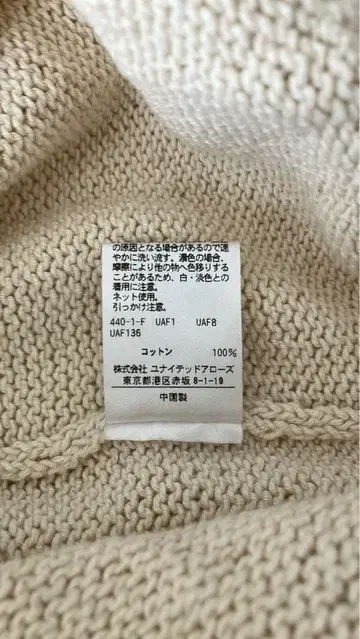 の原因となる場合があるので速
やかに洗い流す。濃色の場合、
摩擦により他の物へ色移りする
ことがあるため、白・淡色との
着用に注意。
ネット使用。
引っかけ注意。
440-1-F UAF1 UAF8
UAF136
コットン 100%
株式会社 ユナイテッドアローズ
東京都港区赤坂 8-1-19
中国製